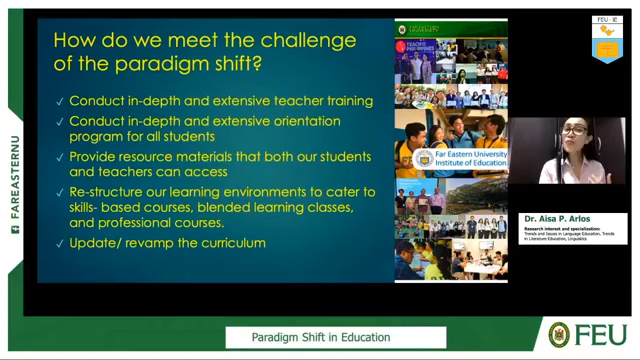 FEU - IE
How do we meet the challenge
of the paradigm shift?
✓ Conduct in-depth and extensive teacher training
✓ Conduct in-depth and extensive orientation
program for all students
✓ Provide resource materials that both our students
and teachers can access
✓ Re-structure our learning environments to cater to
skills- based courses, blended learning classes,
and professional courses.
✓ Update/ revamp the curriculum
Far Eastern University
Institute of Education
Dr. Aisa P. Arlos
Research interest and specialization:
Trends and Issues in Language Education, Trends
in Literature Education, Linguistics
FAREASTERNU
Paradigm Shift in Education
FEU